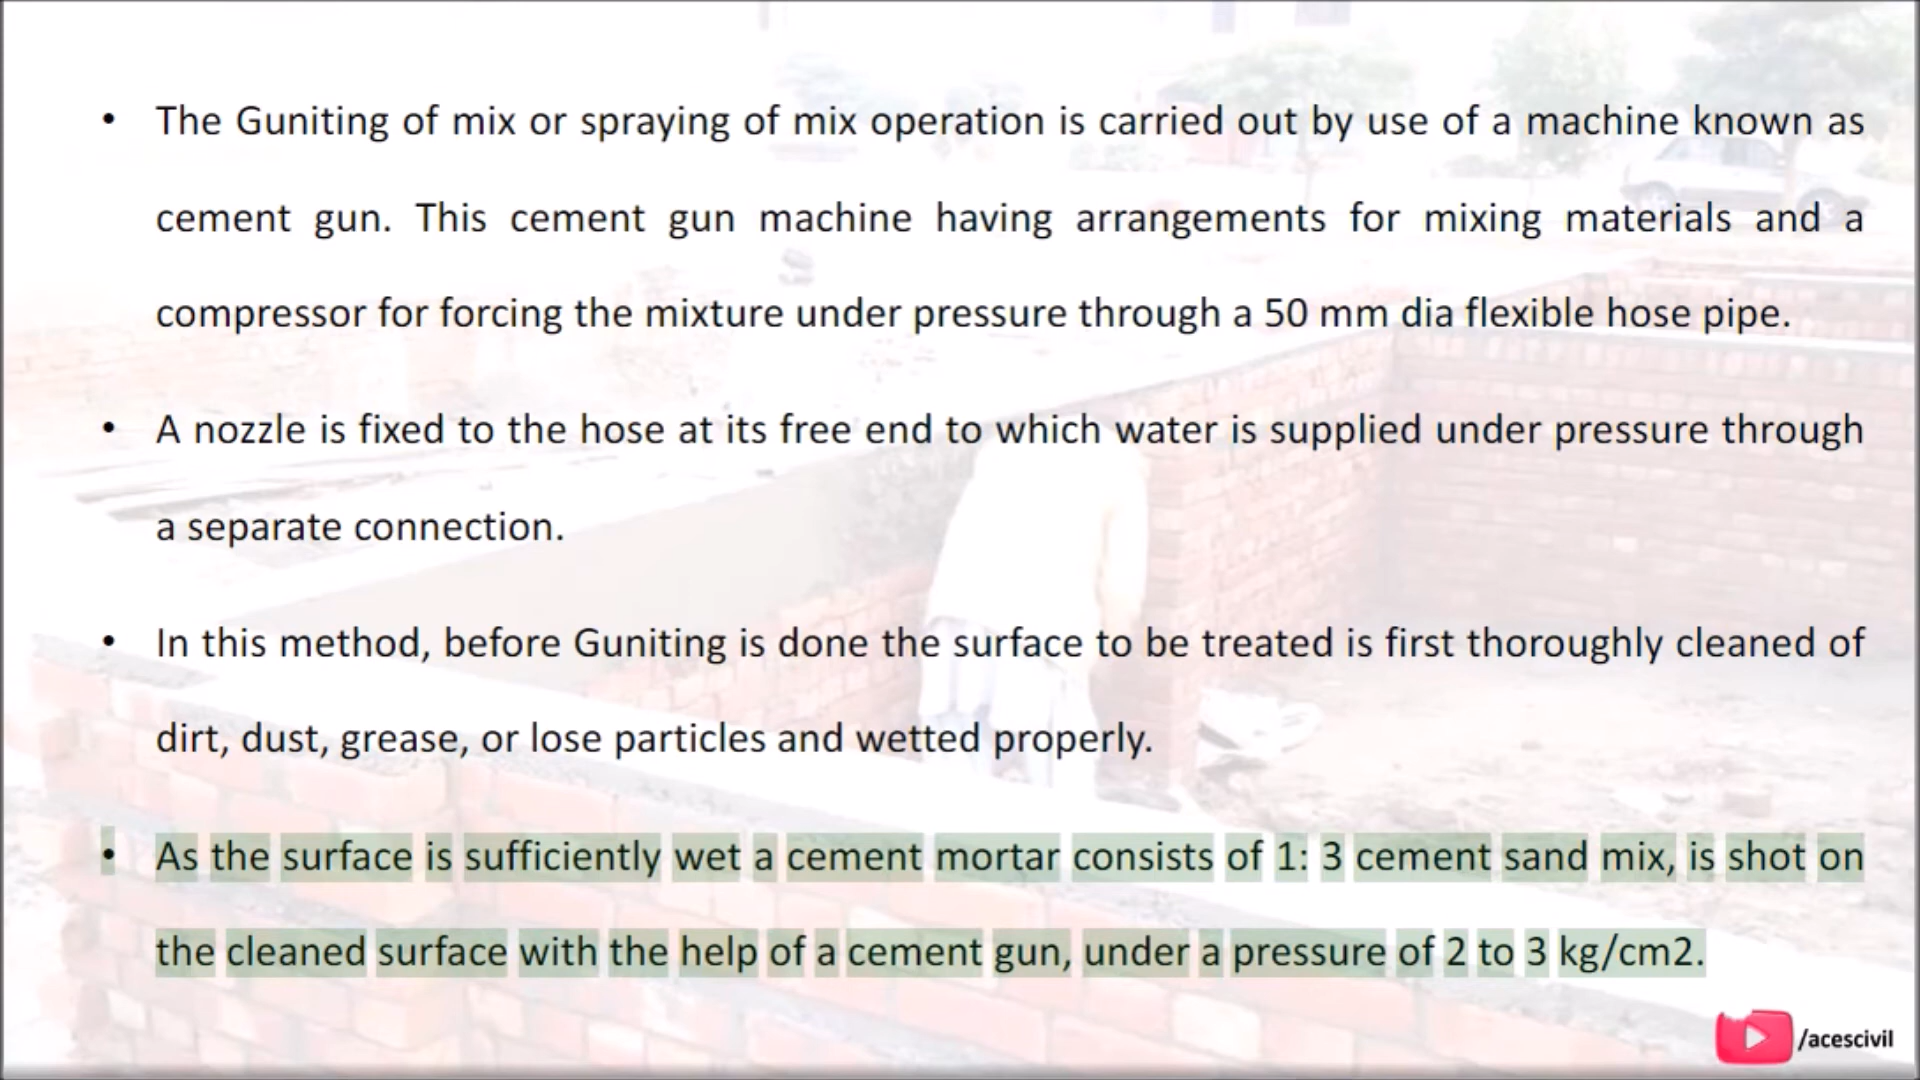 • The Guniting of mix or spraying of mix operation is carried out by use of a machine known as
cement gun. This cement gun machine having arrangements for mixing materials and a
compressor for forcing the mixture under pressure through a 50 mm dia flexible hose pipe.
• A nozzle is fixed to the hose at its free end to which water is supplied under pressure through
a separate connection.
• In this method, before Guniting is done the surface to be treated is first thoroughly cleaned of
dirt, dust, grease, or lose particles and wetted properly.
• As the surface is sufficiently wet a cement mortar consists of 1: 3 cement sand mix, is shot on
the cleaned surface with the help of a cement gun, under a pressure of 2 to 3 kg/cm2.
/acescivil